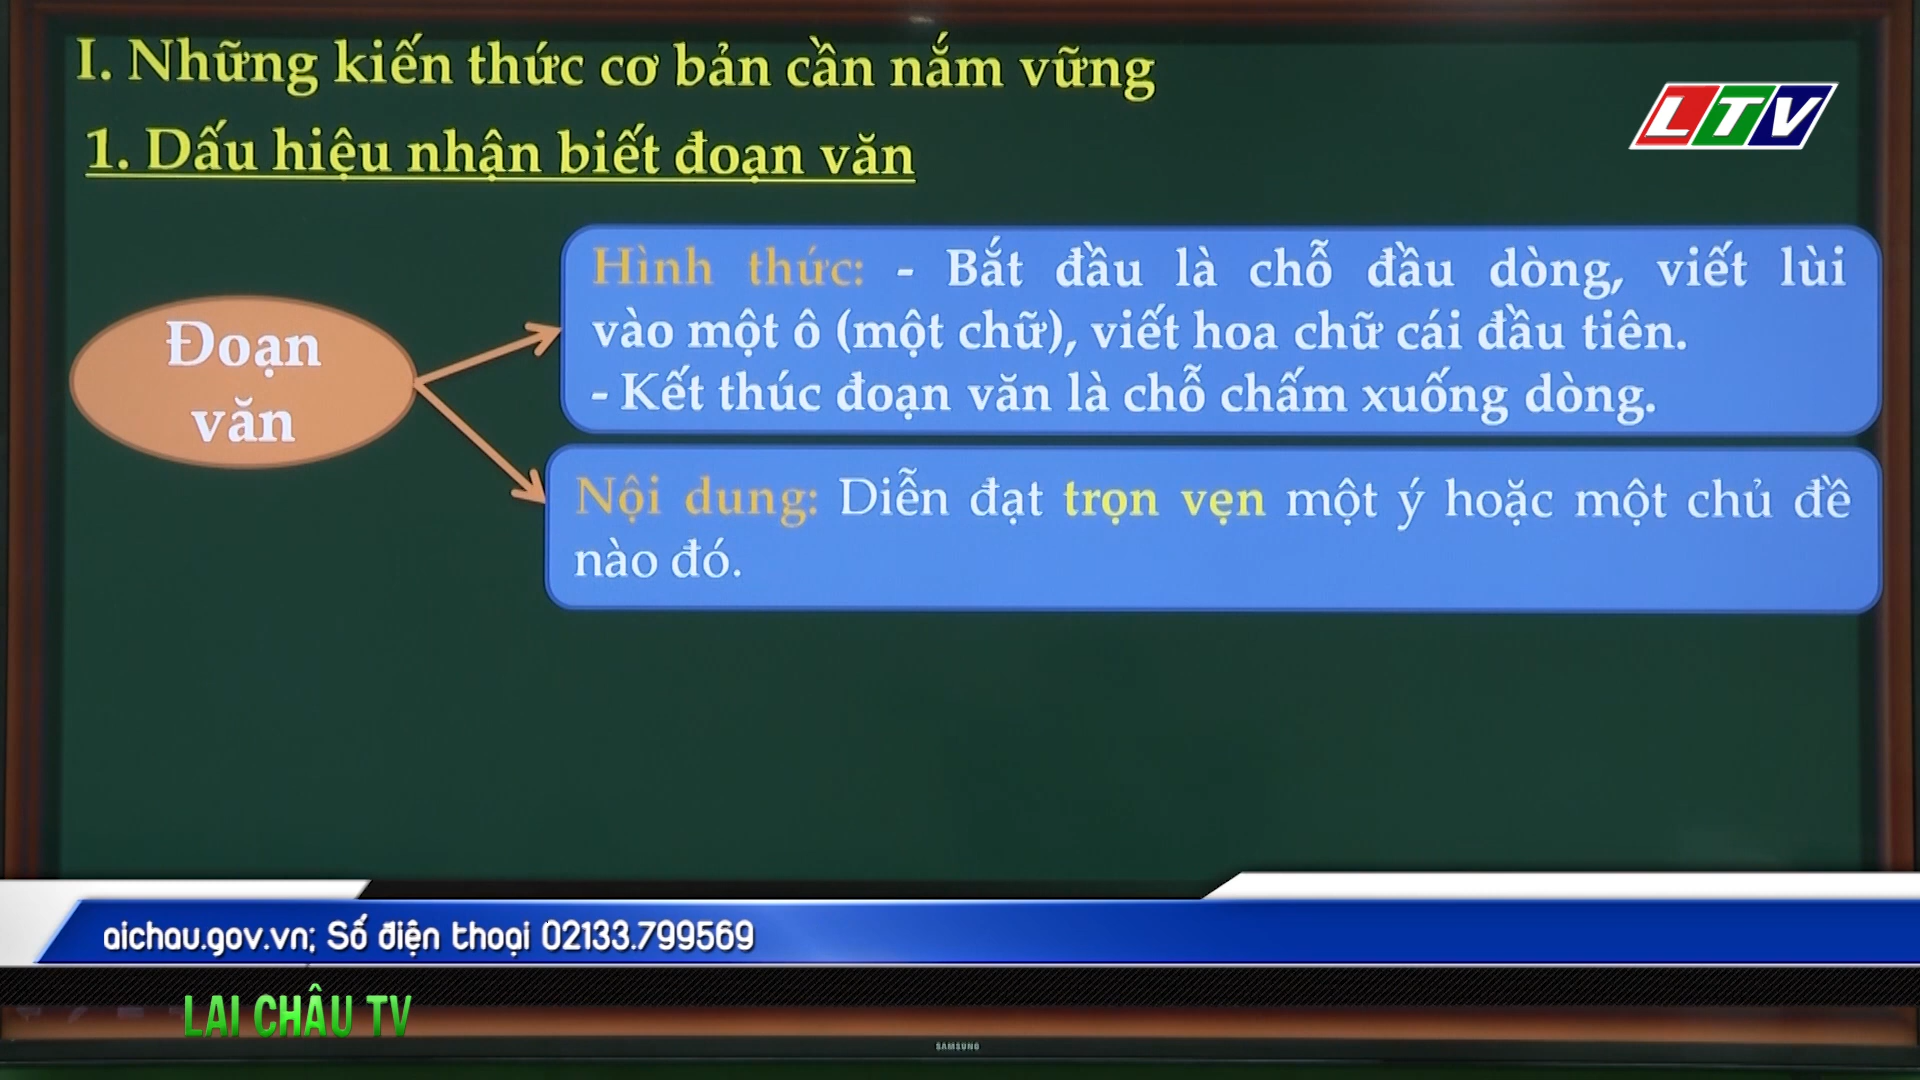 I. Những kiến thức cơ bản cần nắm vững
LTV
1. Dấu hiệu nhận biết đoạn văn
Hình thức: - Bắt đầu là chỗ đầu dòng, viết lùi
vào một ô (một chữ), viết hoa chữ cái đầu tiên.
- Kết thúc đoạn văn là chỗ chấm xuống dòng.
Đoạn
văn
Nội dung: Diễn đạt trọn vẹn một ý hoặc một chủ đề
nào đó.
aichau.gov.vn; Số điện thoại 02133.799569
LAI CHÂU TV
SAMSUNG